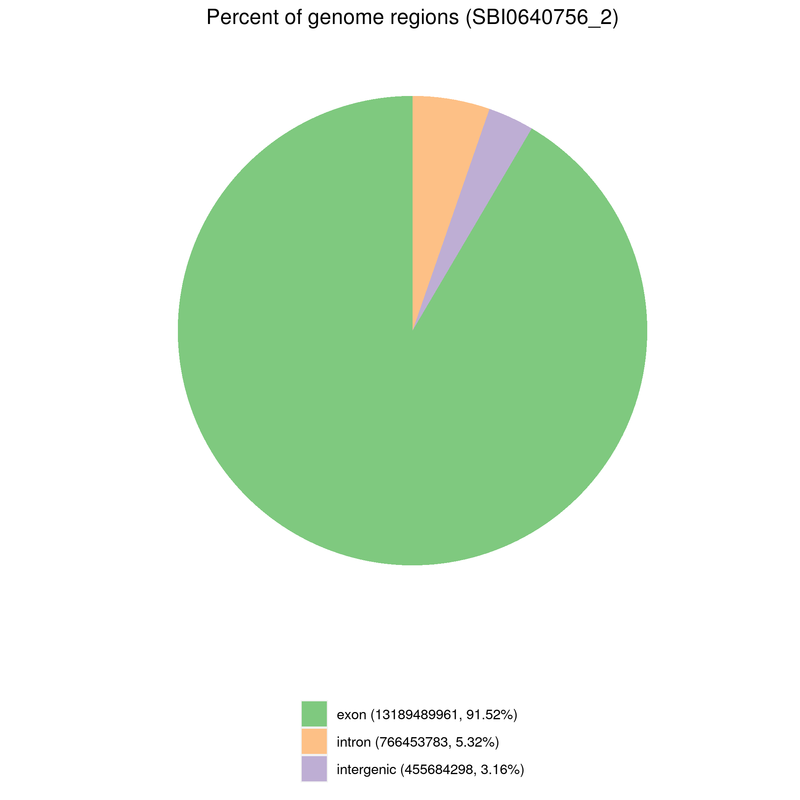 Percent of genome regions (SBI0640756_2)
exon (13189489961, 91.52%)
intron (766453783, 5.32%)
intergenic (455684298, 3.16%)